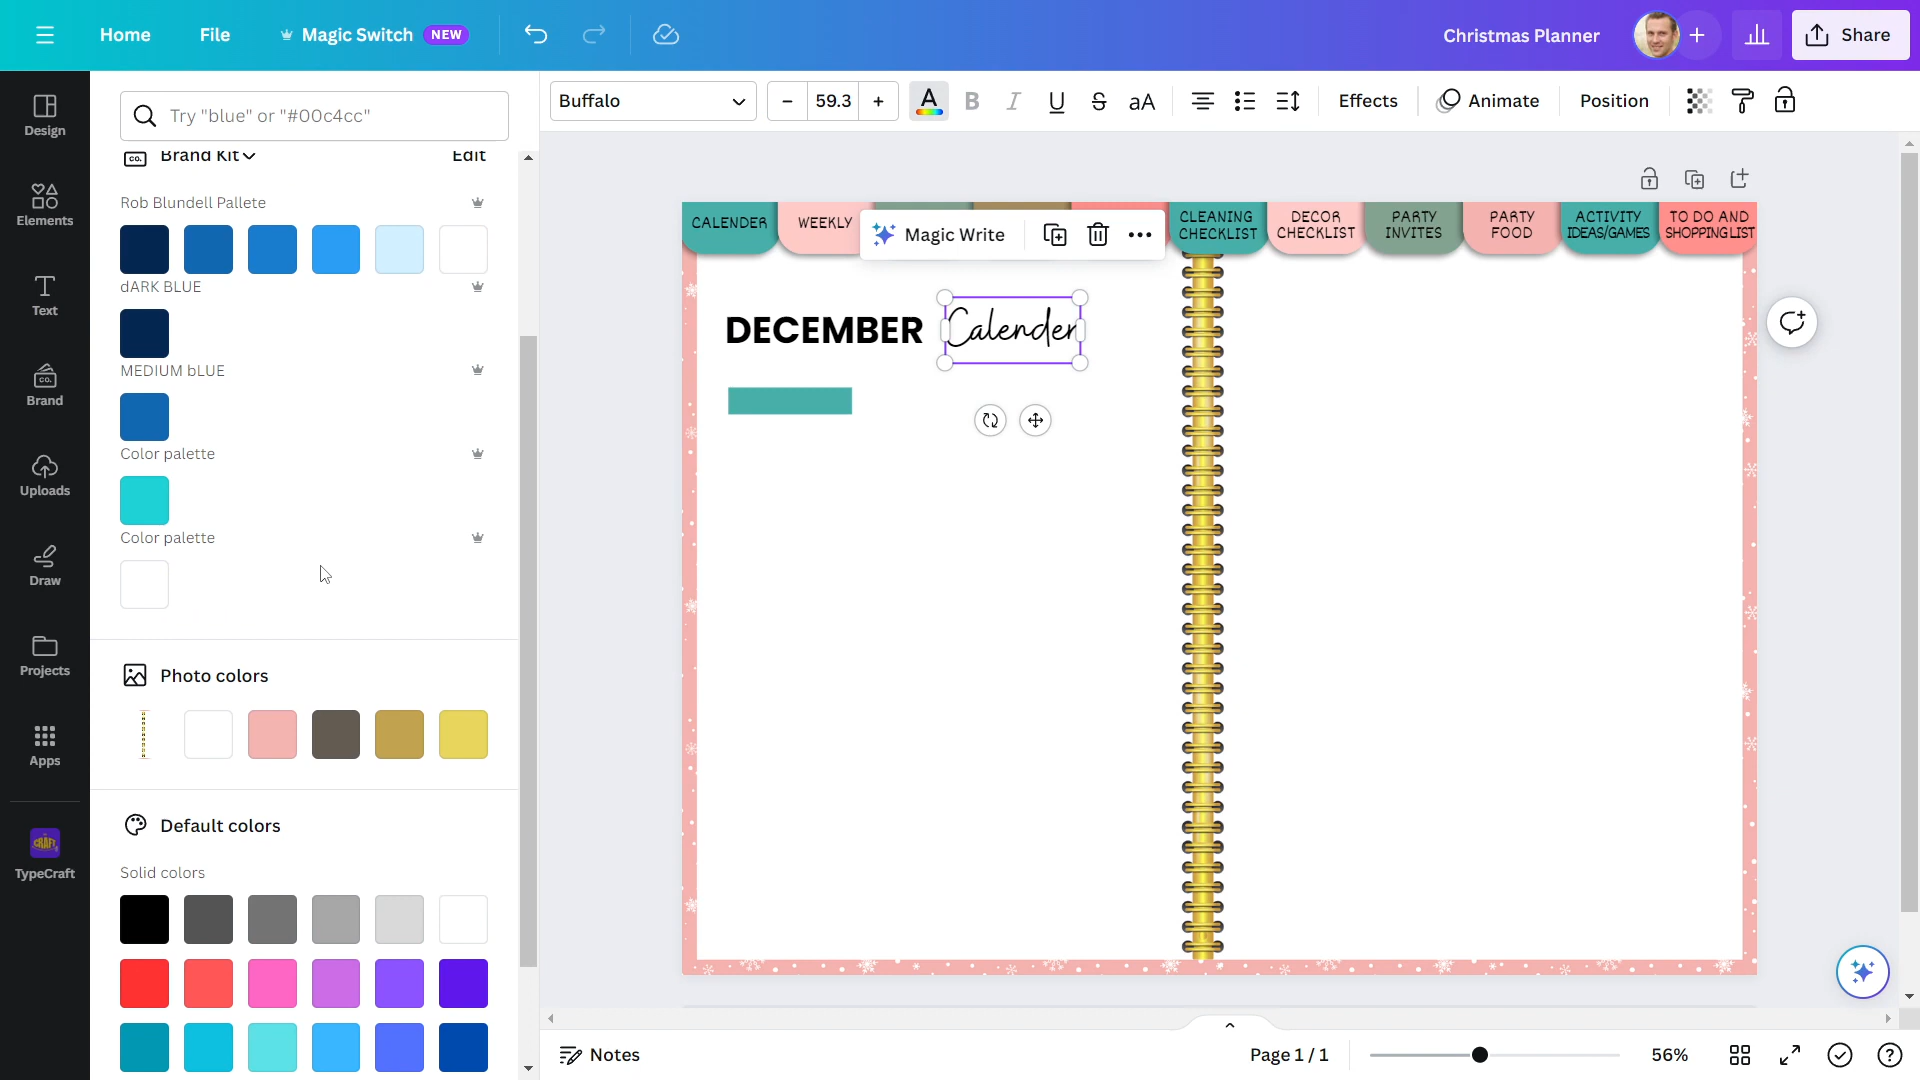 Home
File
Magic Switch
NEW
Christmas Planner
Share
Design
Elements
Text
Brand
Uploads
Draw
Projects
Apps
CRAFT
TypeCraft
Try "blue" or "#00c4cc"
Brand Kit
Edit
Rob Blundell Pallete
dARK BLUE
MEDIUM bLUE
Color palette
Color palette
Photo colors
Default colors
Solid colors
Buffalo
– 59.3 +
A
B
I
U
S
aA
Effects
Animate
Position
CALENDER
WEEKLY
Magic Write
CLEANING
CHECKLIST
DECOR
CHECKLIST
PARTY
INVITES
PARTY
FOOD
ACTIVITY
IDEAS/GAMES
TO DO AND
SHOPPING LIST
DECEMBER
Calender
Notes
Page 1 / 1
56%